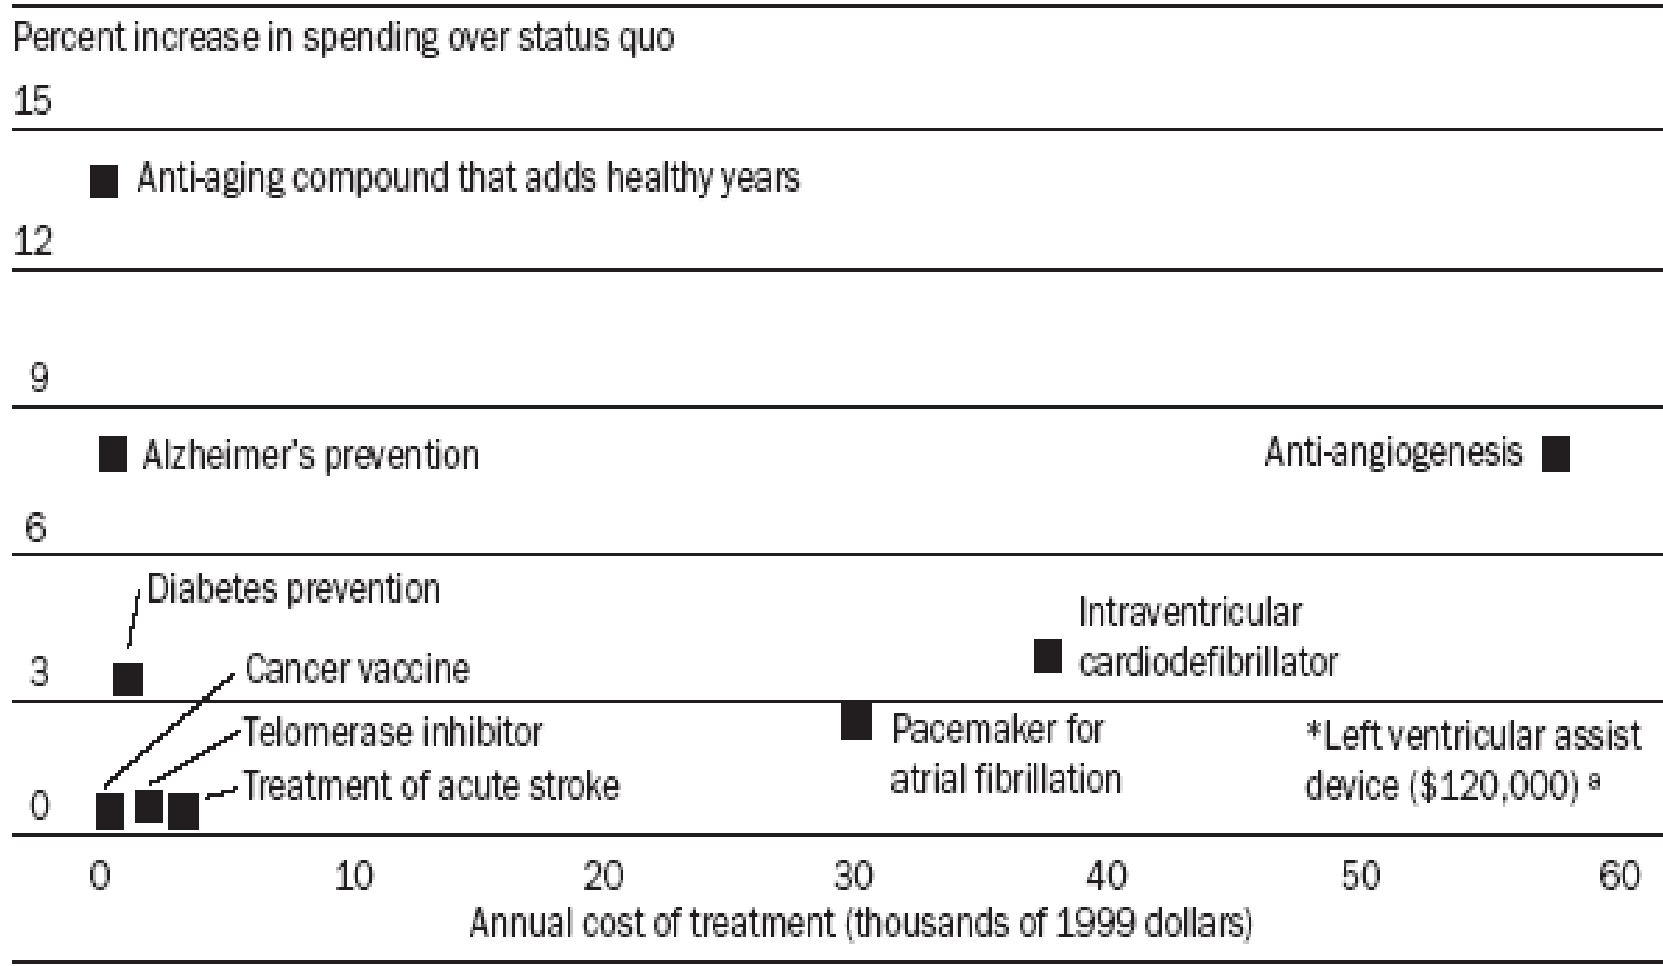 Percent increase in spending over status quo
15
Anti-aging compound that adds healthy years
12
9
Alzheimer's prevention
Anti-angiogenesis
6
Diabetes prevention
Intraventricular
cardiodefibrillator
Cancer vaccine
3
Telomerase inhibitor
Pacemaker for
atrial fibrillation
*Left ventricular assist
device ($120,000) a
Treatment of acute stroke
0
0 10 20 30 40 50 60
Annual cost of treatment (thousands of 1999 dollars)